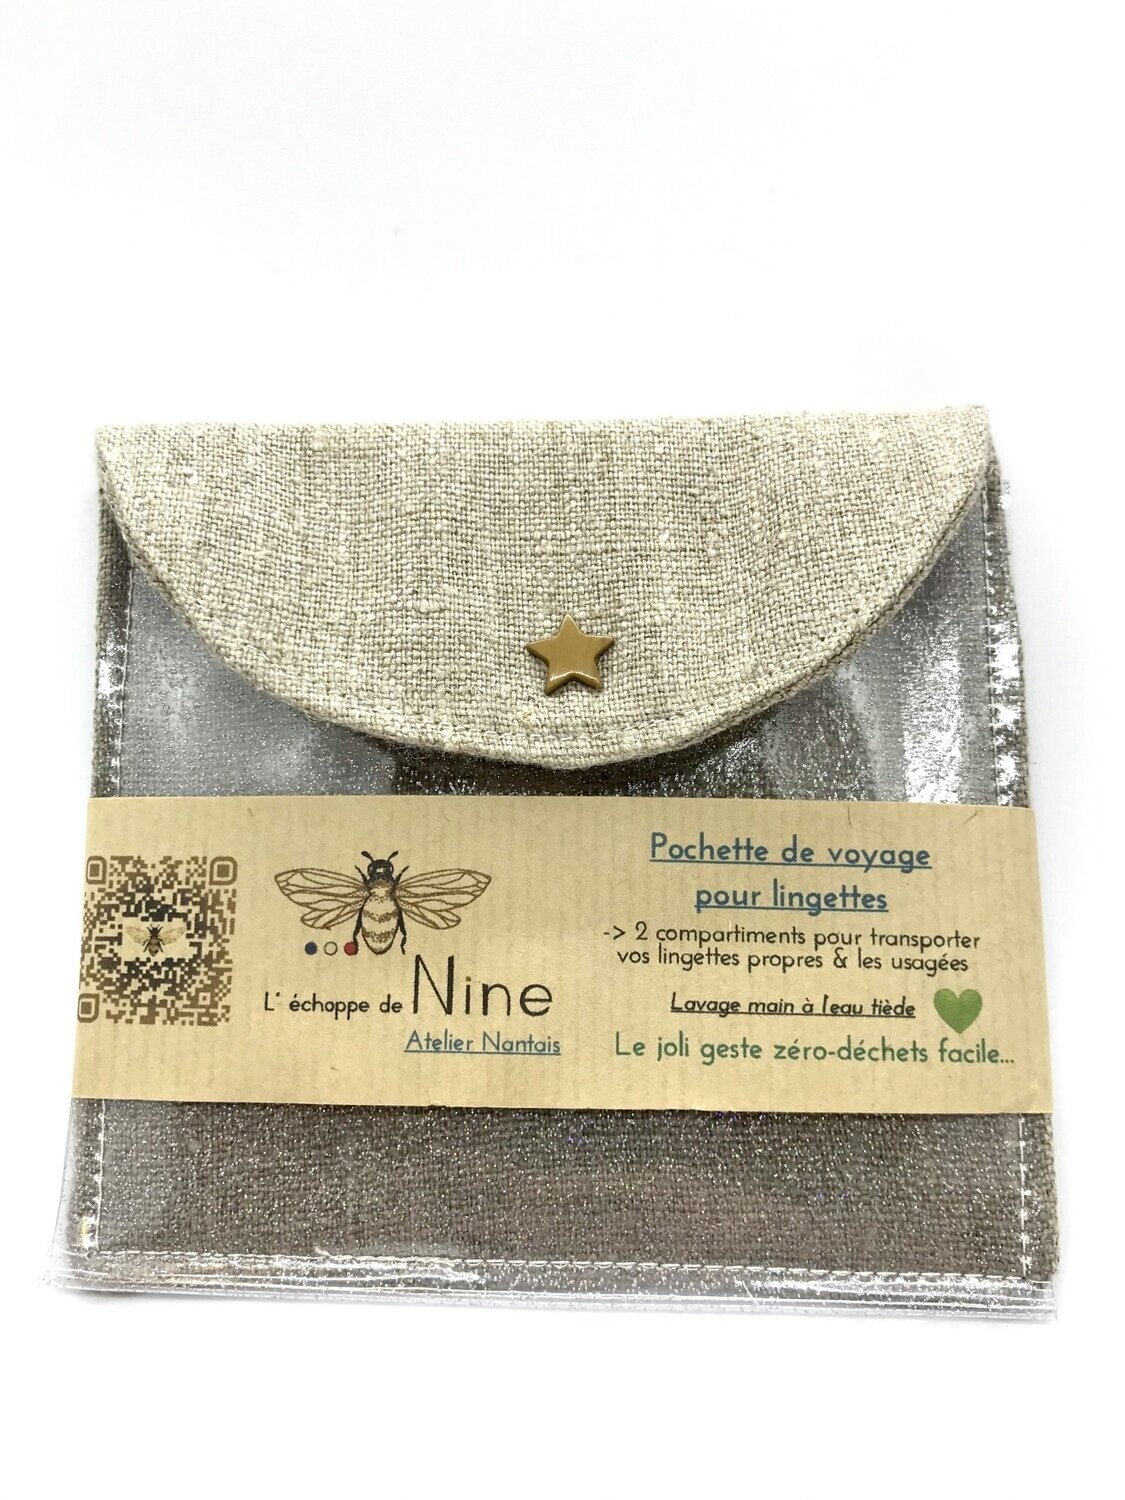 L'échoppe de Nine
Atelier Nantais
Pochette de voyage
pour lingettes
-> 2 compartiments pour transporter
vos lingettes propres & les usagées
Lavage main à l'eau tiède
Le joli geste zéro-déchets facile...